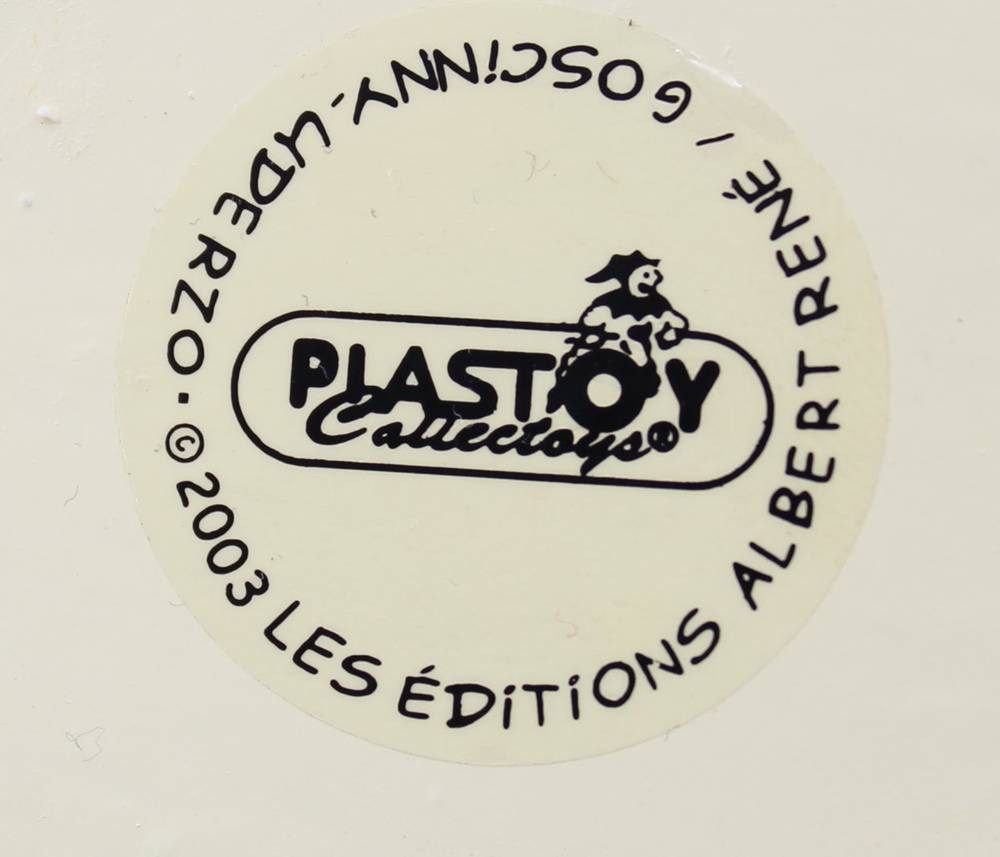 PLASTOY
Collectoys®
© 2003 LES ÉDITIONS ALBERT RENÉ / GOSCINNY-UDERZO ·